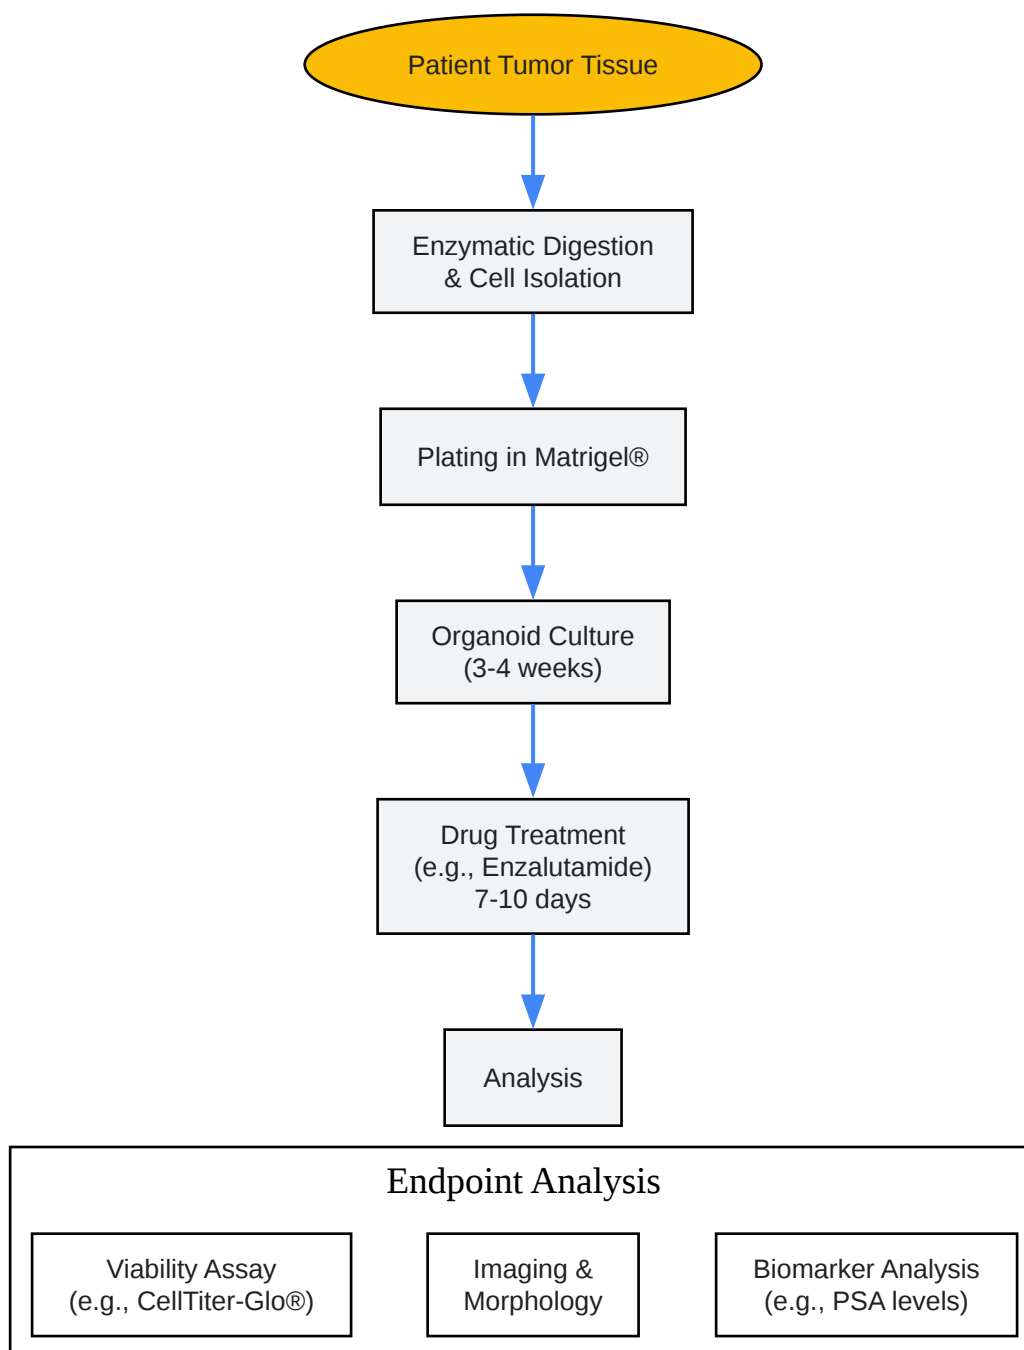 Patient Tumor Tissue
Enzymatic Digestion
& Cell Isolation
Plating in Matrigel®
Organoid Culture
(3-4 weeks)
Drug Treatment
(e.g., Enzalutamide)
7-10 days
Analysis
Endpoint Analysis
Viability Assay
(e.g., CellTiter-Glo®)
Imaging &
Morphology
Biomarker Analysis
(e.g., PSA levels)